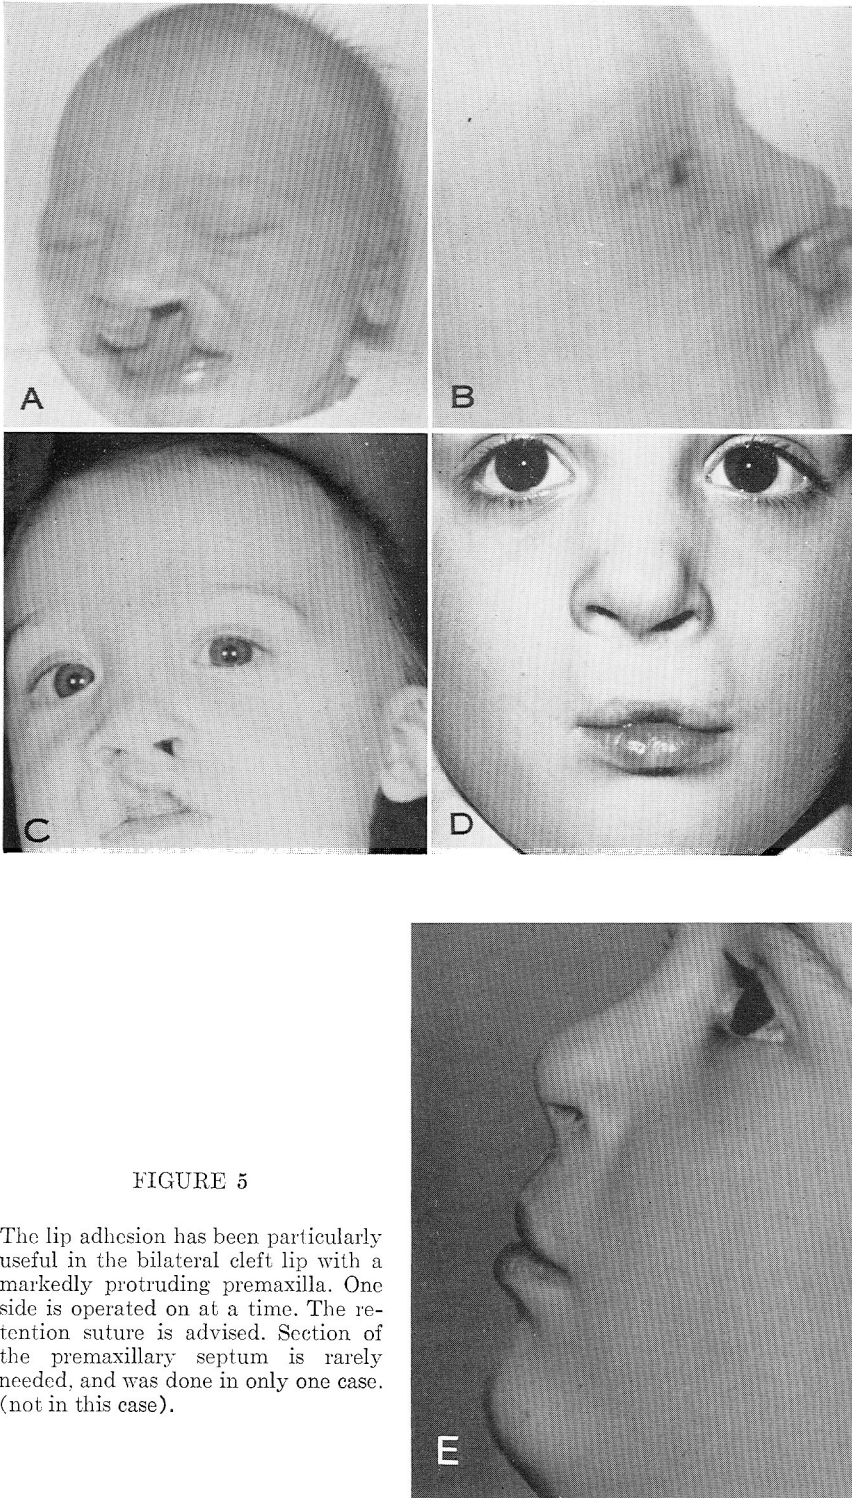 A
B
C
D
E
FIGURE 5
The lip adhesion has been particularly
useful in the bilateral cleft lip with a
markedly protruding premaxilla. One
side is operated on at a time. The re-
tention suture is advised. Section of
the premaxillary septum is rarely
needed, and was done in only one case.
(not in this case).